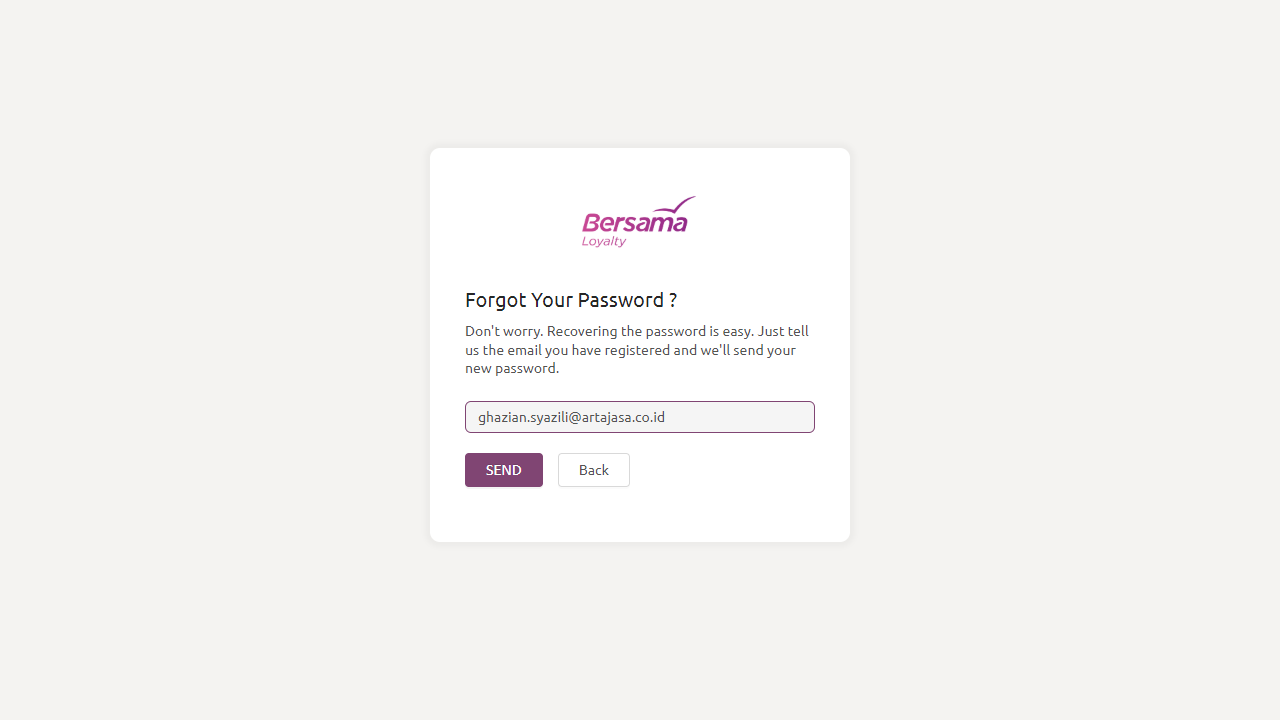 Bersama
Loyalty
Forgot Your Password ?
Don't worry. Recovering the password is easy. Just tell
us the email you have registered and we'll send your
new password.
ghazian.syazili@artajasa.co.id
SEND
Back